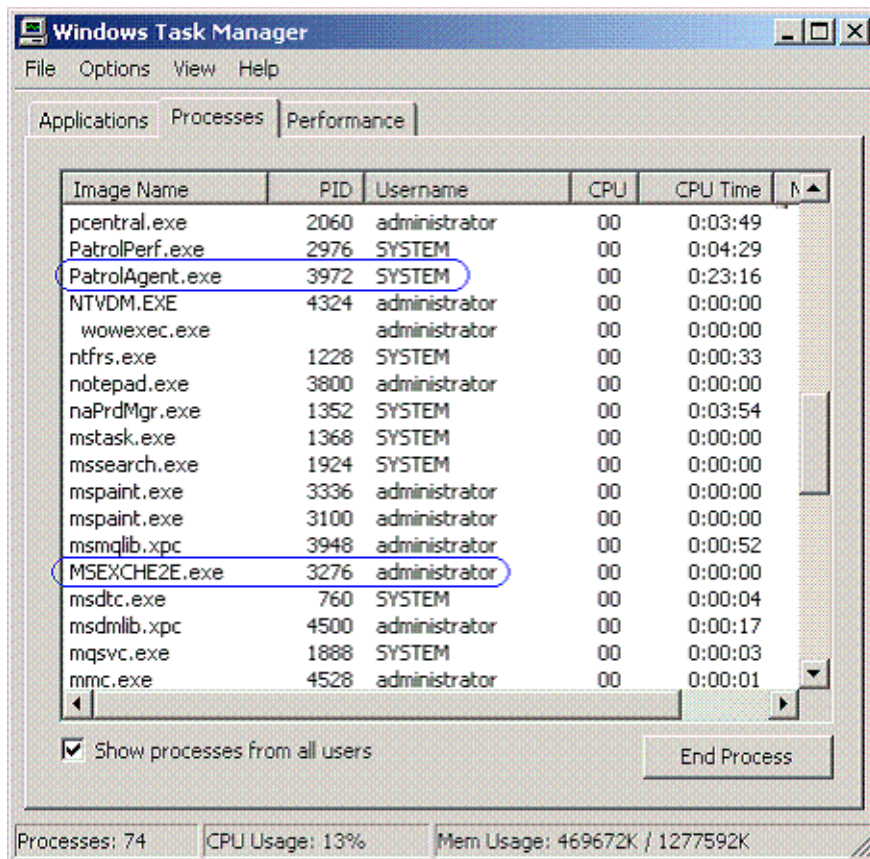 Windows Task Manager
File Options View Help
Applications Processes Performance
Image Name PID Username CPU CPU Time
pcentral.exe 2060 administrator 00 0:03:49
PatrolPerf.exe 2976 SYSTEM 00 0:04:29
PatrolAgent.exe 3972 SYSTEM 00 0:23:16
NTVDM.EXE 4324 administrator 00 0:00:00
wowexec.exe administrator 00 0:00:00
ntfrs.exe 1228 SYSTEM 00 0:00:33
notepad.exe 3800 administrator 00 0:00:00
naPrdMgr.exe 1352 SYSTEM 00 0:03:54
mstask.exe 1368 SYSTEM 00 0:00:00
mssearch.exe 1924 SYSTEM 00 0:00:00
mspaint.exe 3336 administrator 00 0:00:00
mspaint.exe 3100 administrator 00 0:00:00
msmqlib.xpc 3948 administrator 00 0:00:52
MSEXCHE2E.exe 3276 administrator 00 0:00:00
msdtc.exe 760 SYSTEM 00 0:00:04
msdmlib.xpc 4500 administrator 00 0:00:17
mqsvc.exe 1888 SYSTEM 00 0:00:03
mmc.exe 4528 administrator 00 0:00:01
Show processes from all users
End Process
Processes: 74 CPU Usage: 13% Mem Usage: 469672K / 1277592K